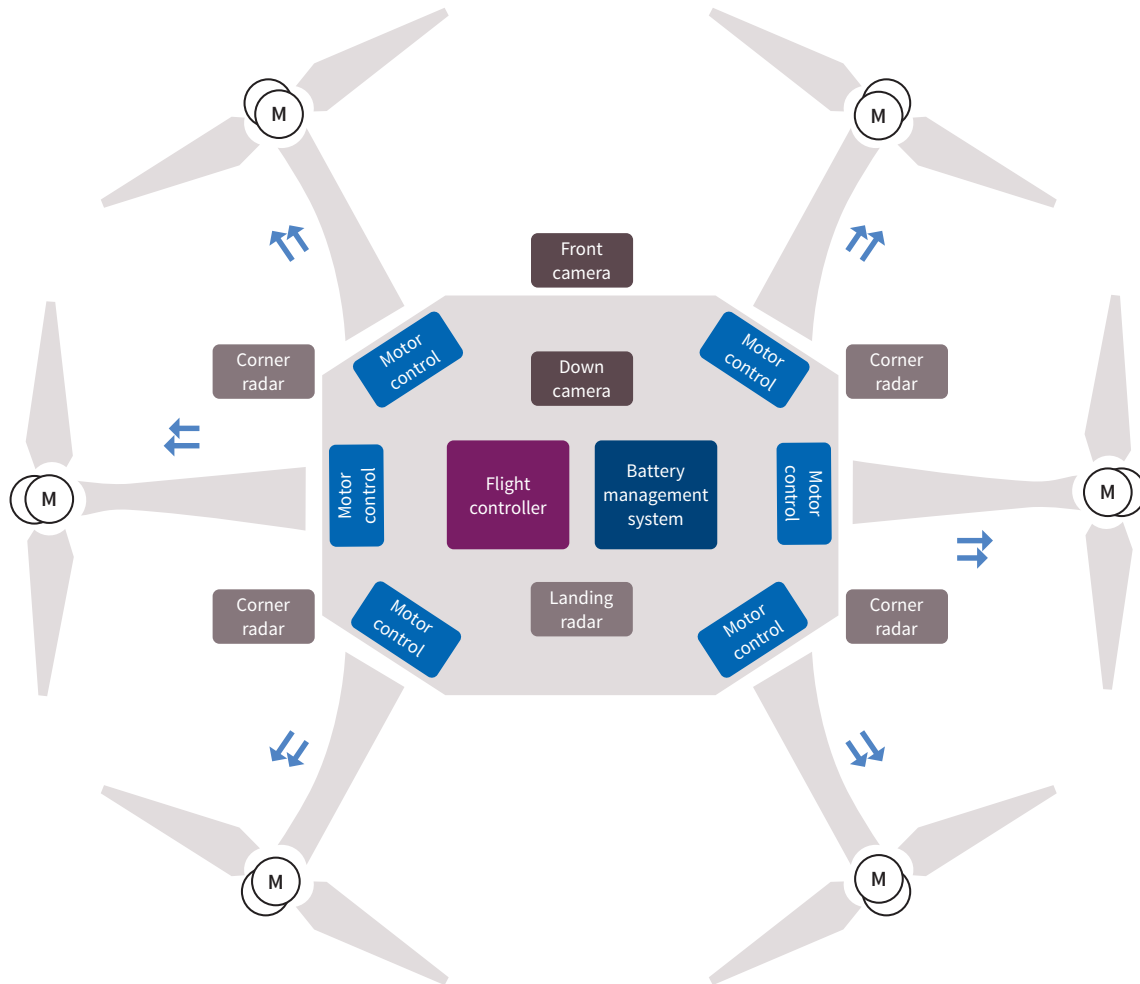 M
M
Front
camera
Motor
control
Motor
control
Corner
radar
Down
camera
Corner
radar
M
Motor
control
Flight
controller
Battery
management
system
Motor
control
M
Corner
radar
Motor
control
Landing
radar
Motor
control
Corner
radar
M
M